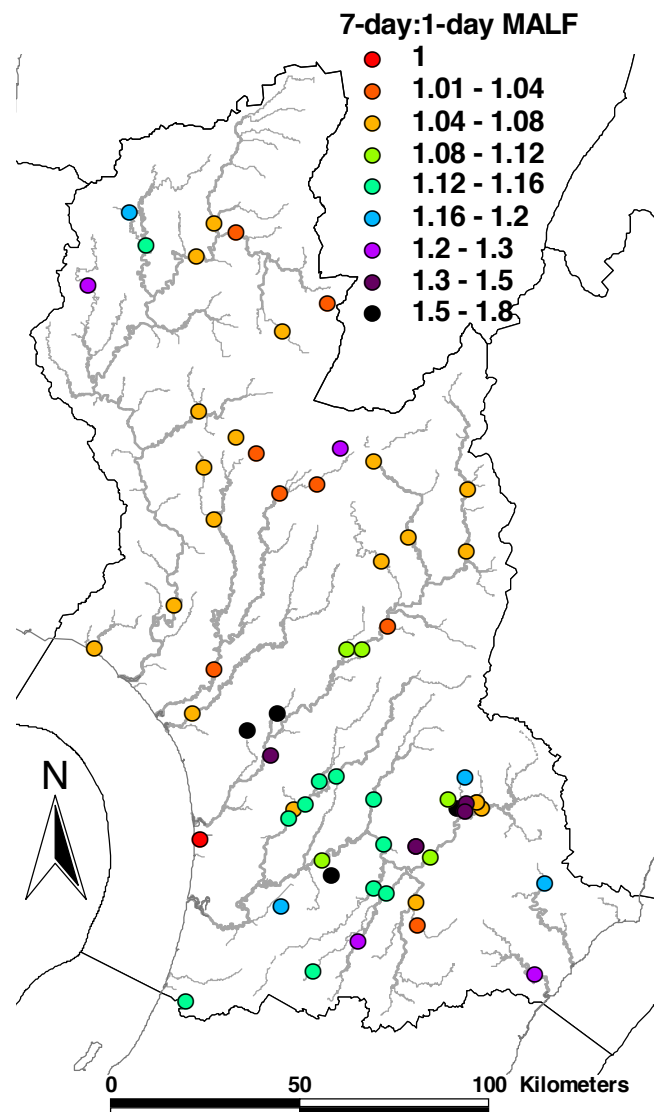 7-day:1-day MALF
1
1.01 - 1.04
1.04 - 1.08
1.08 - 1.12
1.12 - 1.16
1.16 - 1.2
1.2 - 1.3
1.3 - 1.5
1.5 - 1.8
N
0 50 100 Kilometers